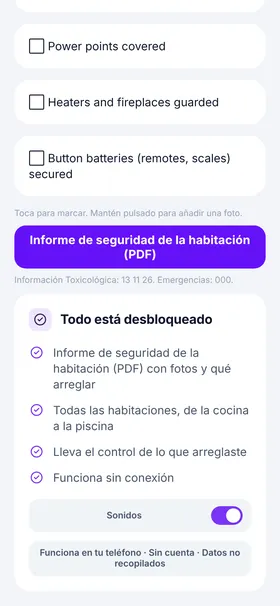 Power points covered
Heaters and fireplaces guarded
Button batteries (remotes, scales)
secured
Toca para marcar. Mantén pulsado para añadir una foto.
Informe de seguridad de la habitación
(PDF)
Información Toxicológica: 13 11 26. Emergencias: 000.
Todo está desbloqueado
Informe de seguridad de la
habitación (PDF) con fotos y qué
arreglar
Todas las habitaciones, de la cocina
a la piscina
Lleva el control de lo que arreglaste
Funciona sin conexión
Sonidos
Funciona en tu teléfono · Sin cuenta · Datos no
recopilados